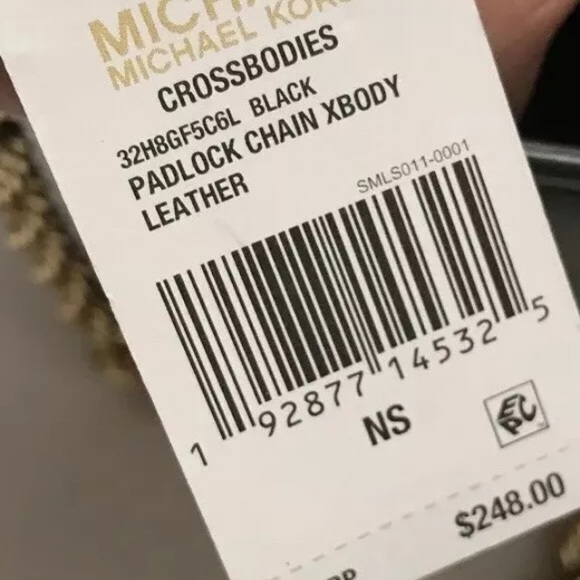 MICHAEL KORS
CROSSBODIES
32H8GF5C6L BLACK
PADLOCK CHAIN XBODY
LEATHER
SMLS011-0001
1 92877 14532 5
NS
EPC
$248.00